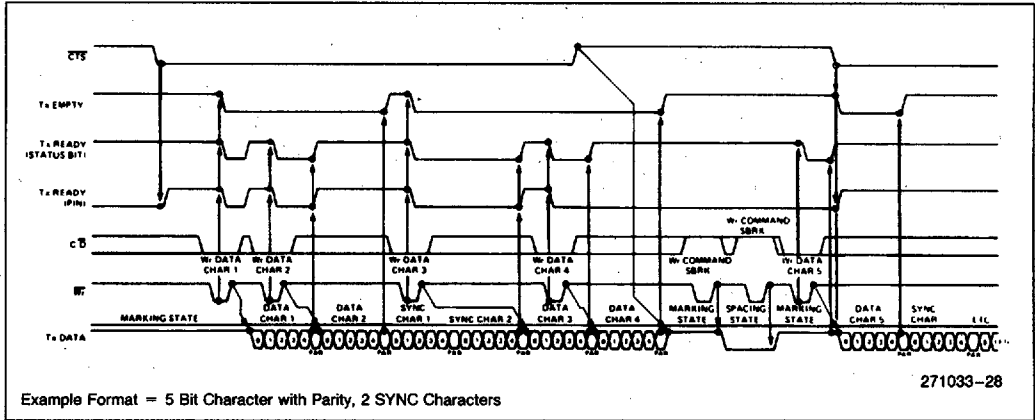 CTS
Tx EMPTY
Tx READY
(STATUS BIT)
Tx READY
(PIN)
C/D
Wr COMMAND
SBRK
Wr DATA
CHAR 1
Wr DATA
CHAR 2
Wr DATA
CHAR 3
Wr DATA
CHAR 4
Wr COMMAND
SBRK
Wr DATA
CHAR 5
Wr
MARKING STATE
DATA
CHAR 1
DATA
CHAR 2
SYNC
CHAR 1
SYNC CHAR 2
DATA
CHAR 3
DATA
CHAR 4
MARKING
STATE
SPACING
STATE
MARKING
STATE
DATA
CHAR 5
SYNC
CHAR
ETC
Tx DATA
PAR
PAR
PAR
PAR
271033–28
Example Format = 5 Bit Character with Parity, 2 SYNC Characters